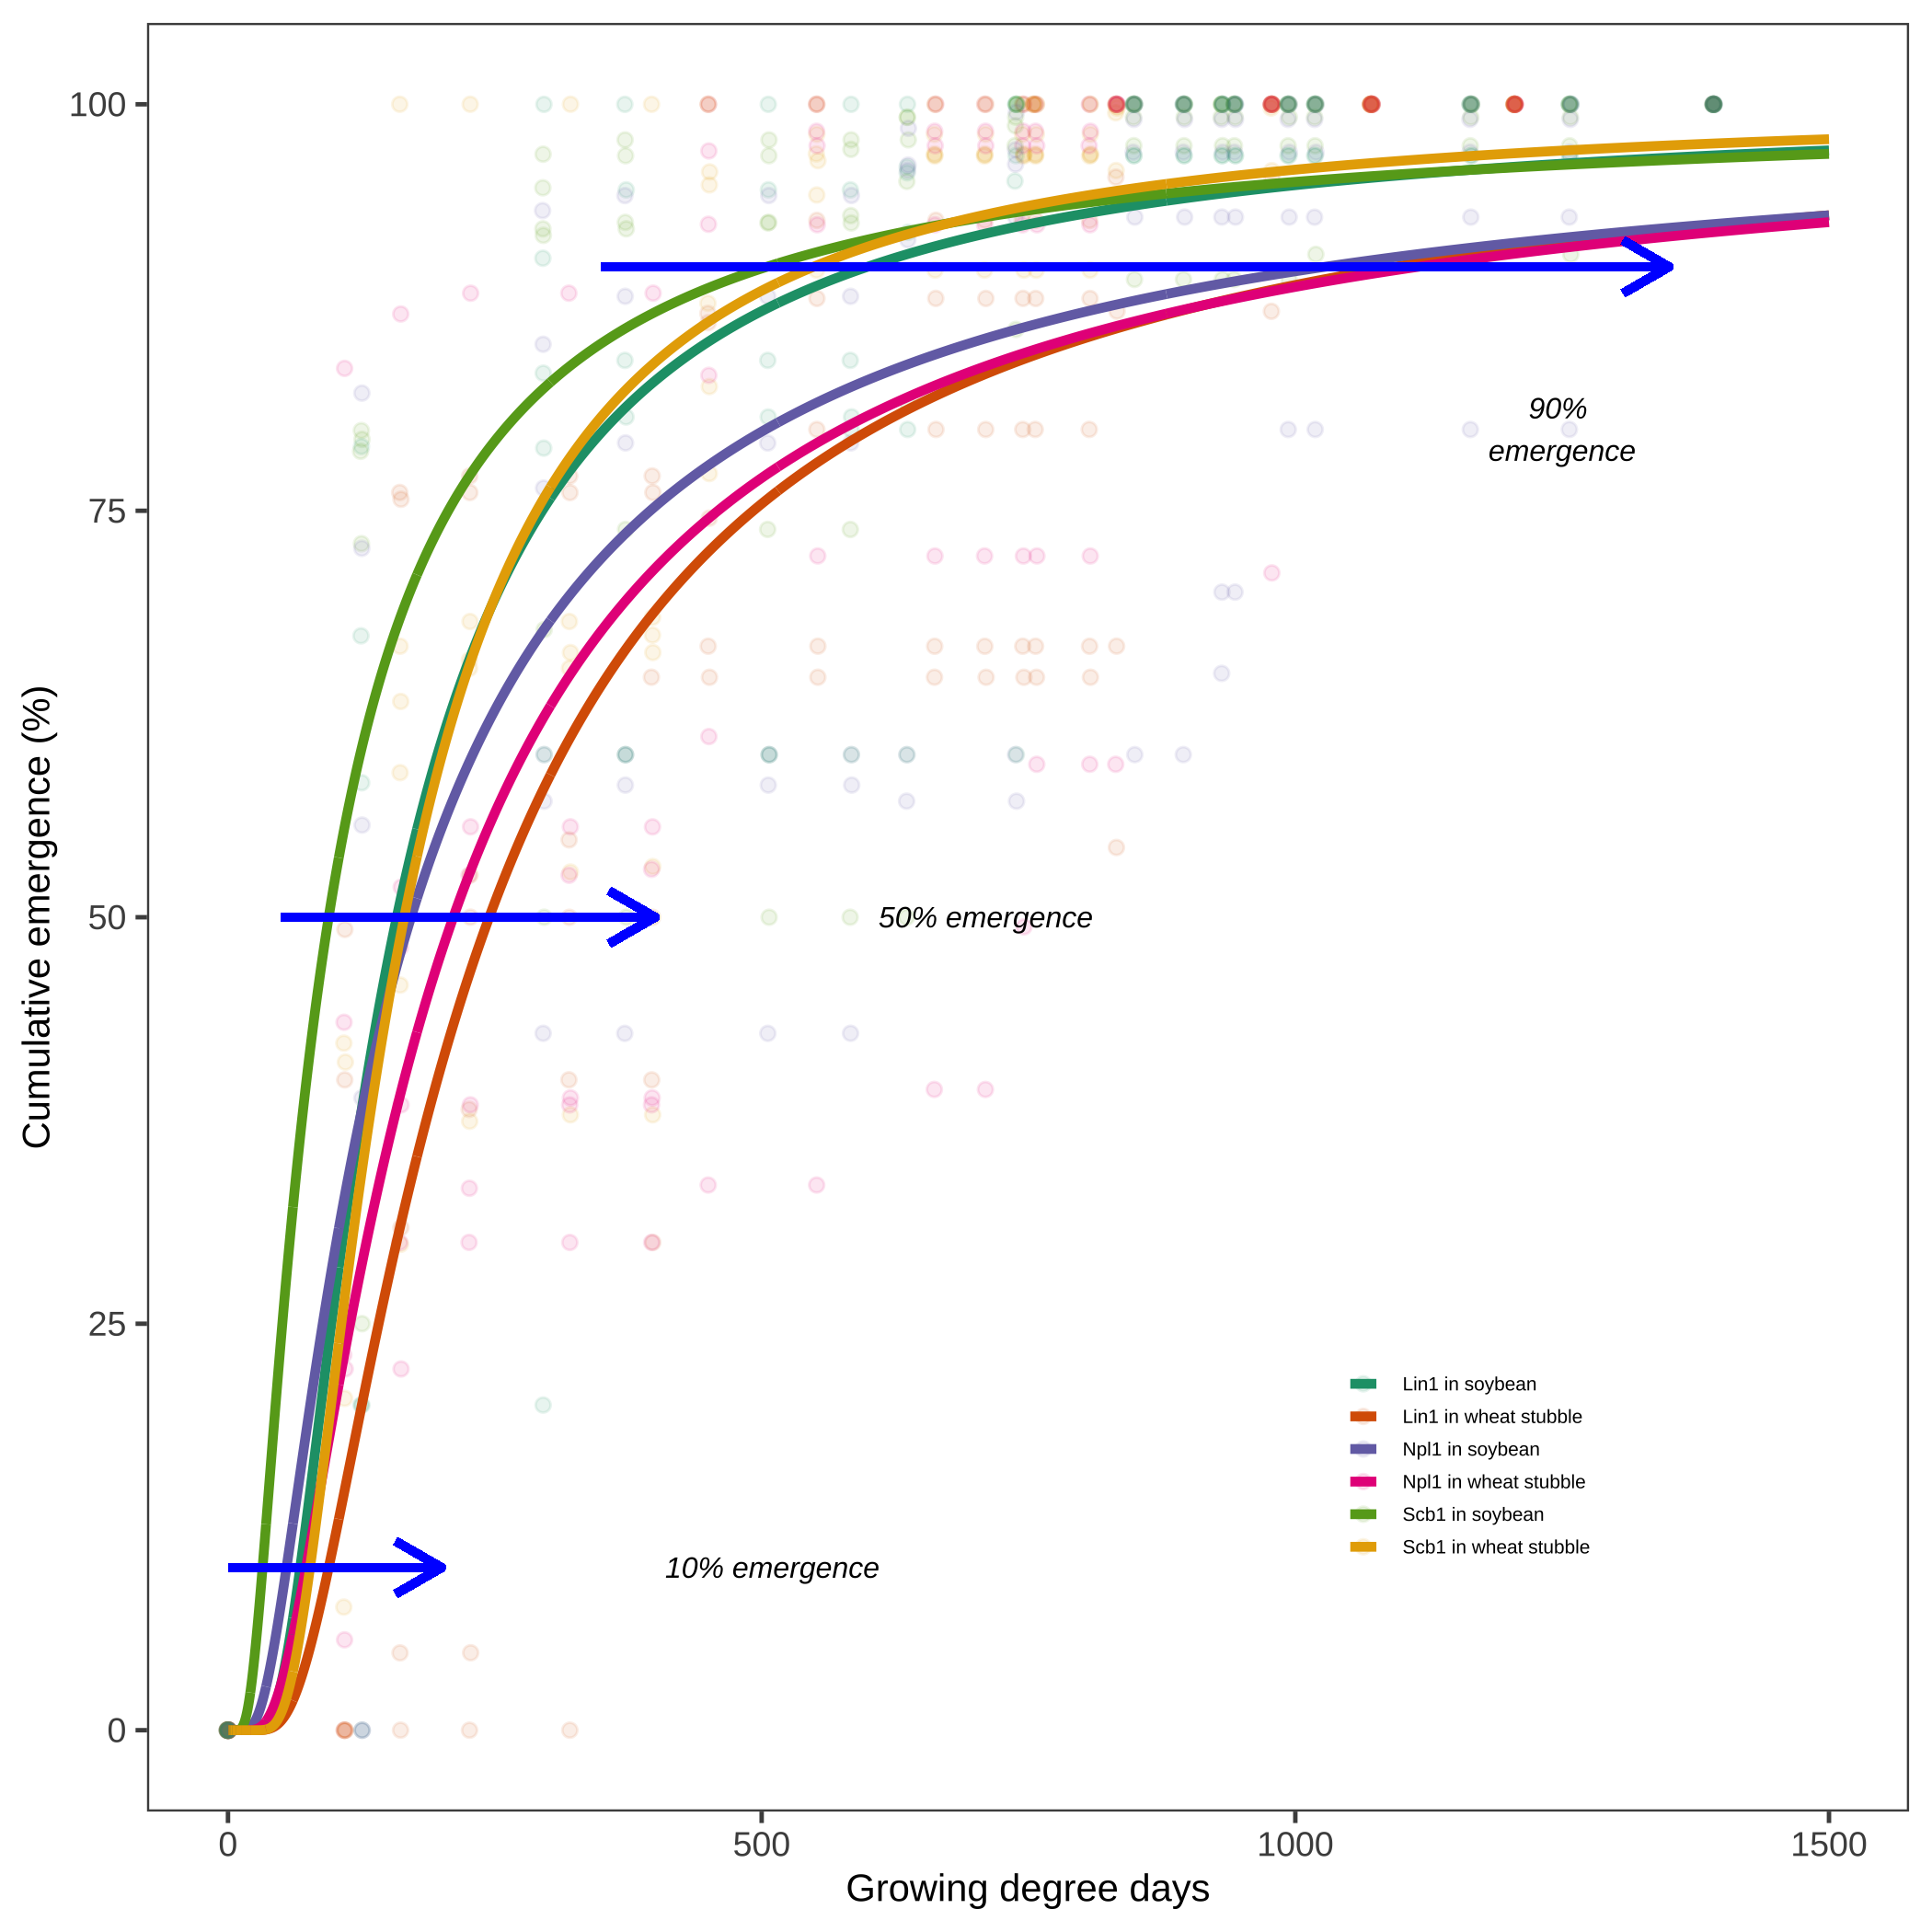 100
75
50
25
0
Cumulative emergence (%)
90%
emergence
50% emergence
10% emergence
Lin1 in soybean
Lin1 in wheat stubble
Npl1 in soybean
Npl1 in wheat stubble
Scb1 in soybean
Scb1 in wheat stubble
0 500 1000 1500
Growing degree days